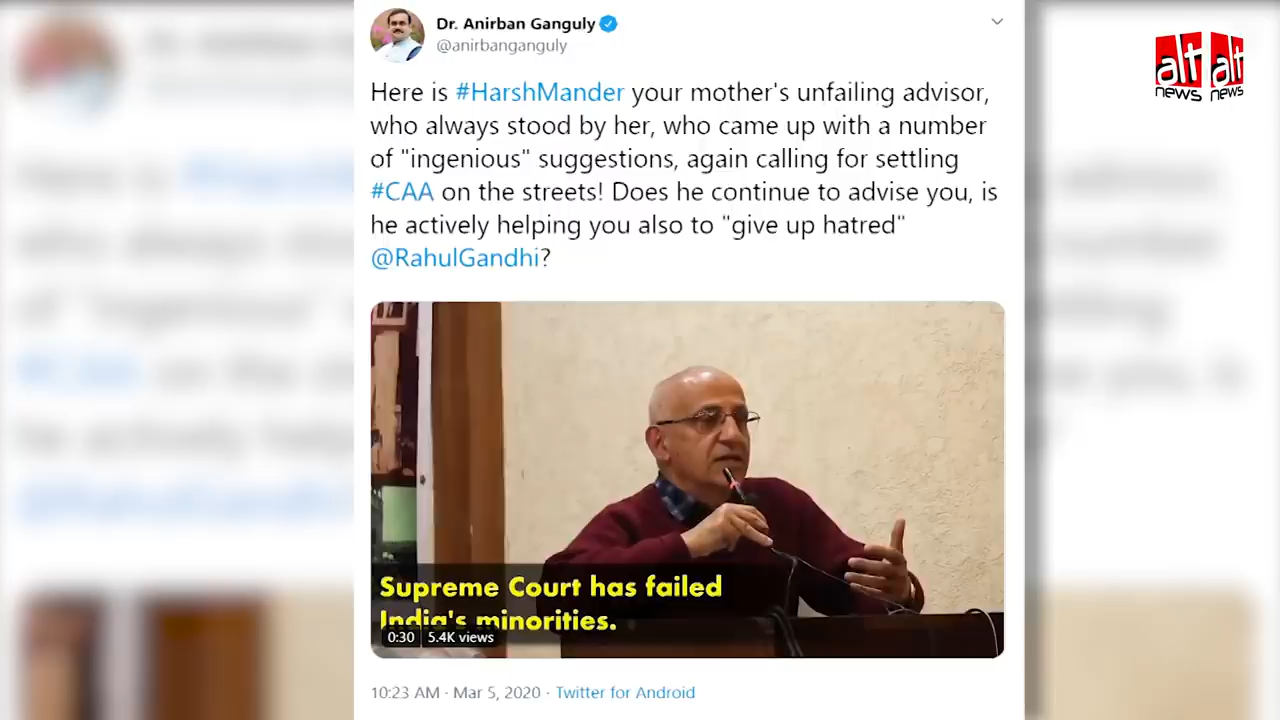 Dr. Anirban Ganguly
@anirbanganguly
alt alt
news news
Here is #HarshMander your mother's unfailing advisor,
who always stood by her, who came up with a number
of "ingenious" suggestions, again calling for settling
#CAA on the streets! Does he continue to advise you, is
he actively helping you also to "give up hatred"
@RahulGandhi?
Supreme Court has failed
India's minorities.
0:30 5.4K views
10:23 AM · Mar 5, 2020 · Twitter for Android